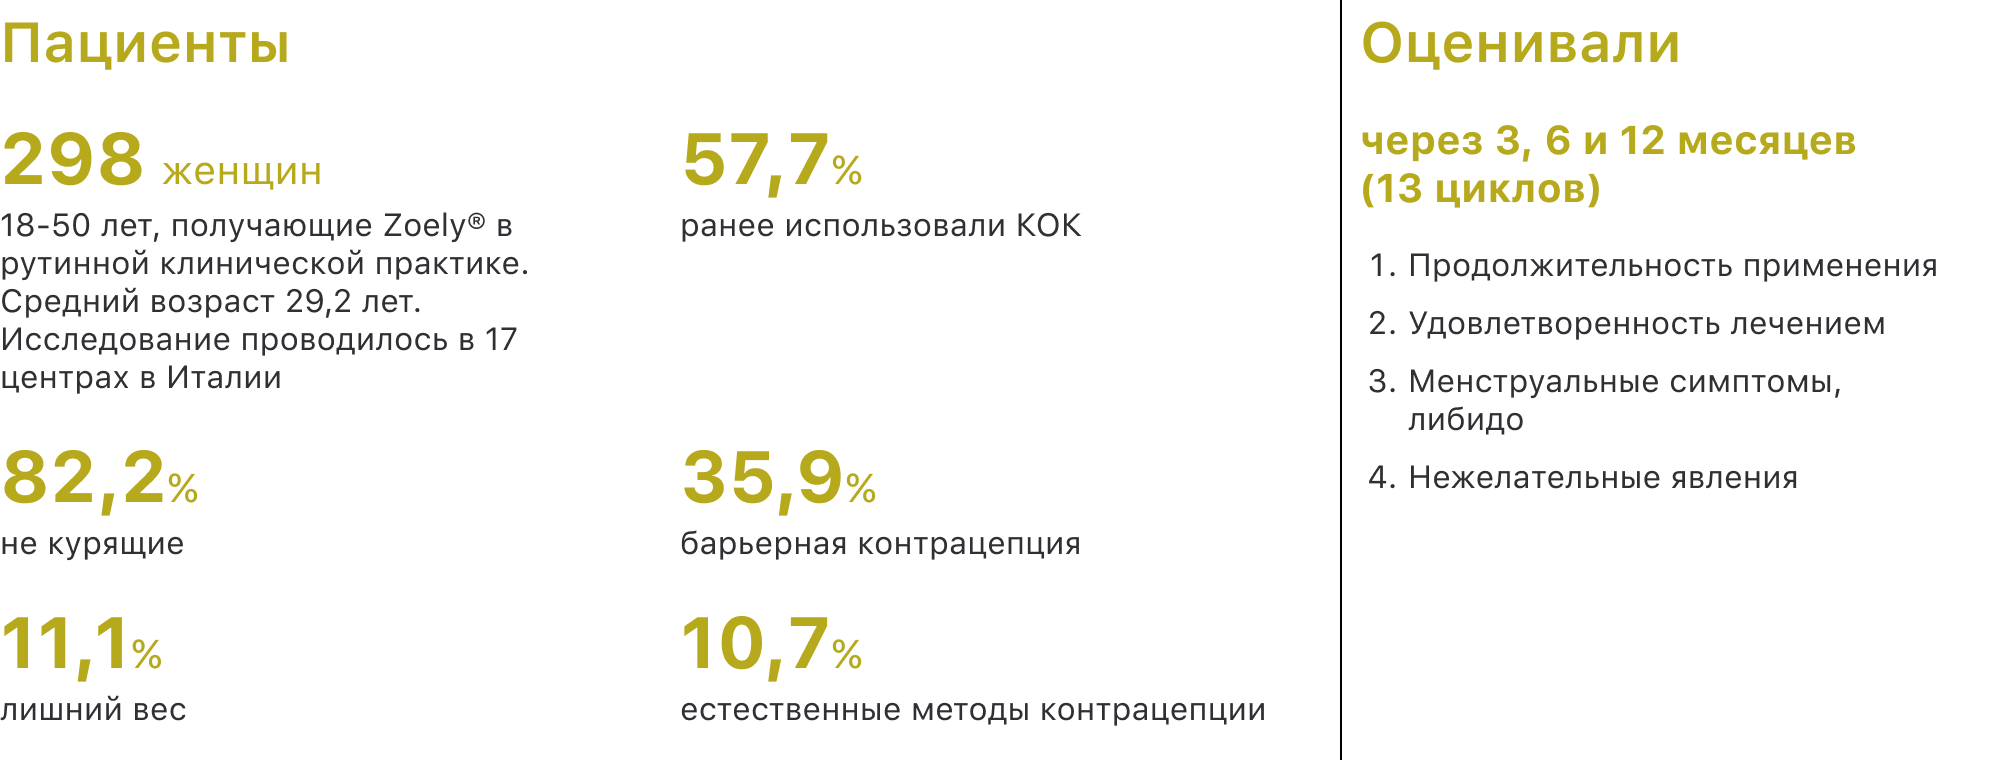 Пациенты
298 женщин
18-50 лет, получающие Zoely® в
рутинной клинической практике.
Средний возраст 29,2 лет.
Исследование проводилось в 17
центрах в Италии
57,7%
ранее использовали КОК
82,2%
не курящие
35,9%
барьерная контрацепция
11,1%
лишний вес
10,7%
естественные методы контрацепции
Оценивали
через 3, 6 и 12 месяцев
(13 циклов)
1. Продолжительность применения
2. Удовлетворенность лечением
3. Менструальные симптомы,
либидо
4. Нежелательные явления